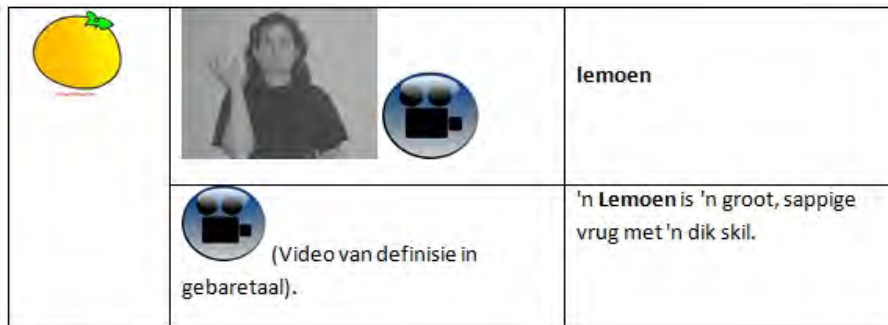 lemoen
(Video van definisie in
gebaretaal).
'n Lemoen is 'n groot, sappige
vrug met 'n dik skil.